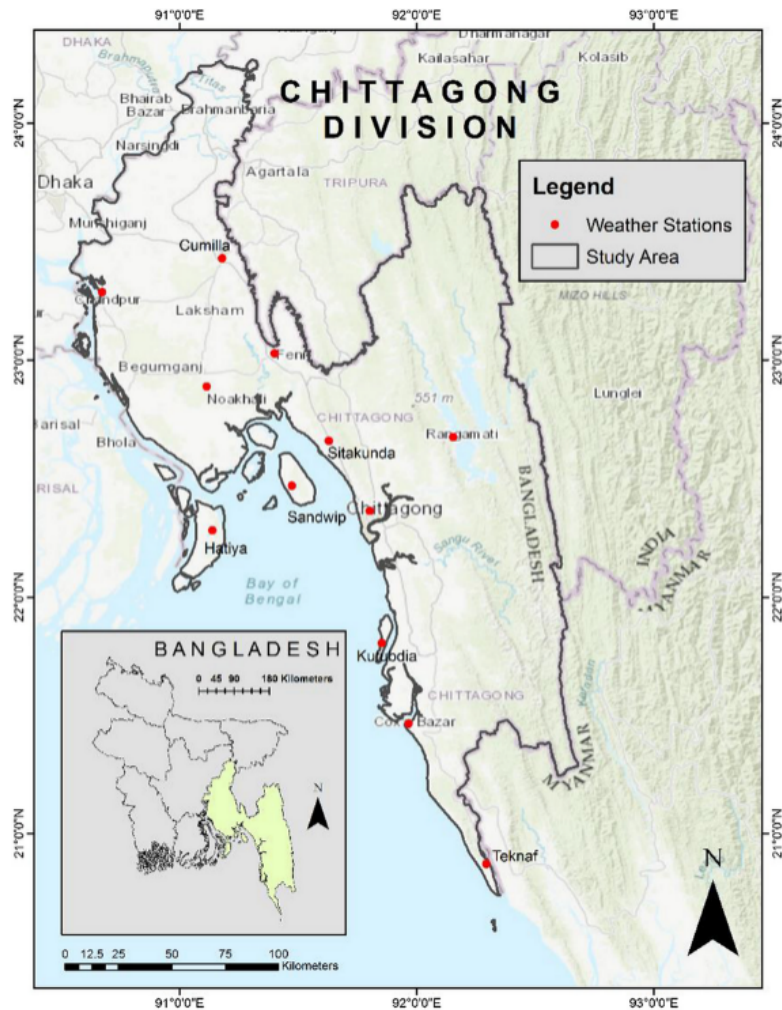 91°0'0"E 92°0'0"E 93°0'0"E
DHAKA
Dharmanagar
Kailasahar
Kolasib
Brahmaputra
Titas
CHITTAGONG
DIVISION
Bhairab
Bazar
Brahmanbaria
24°0'0"N
24°0'0"N
Narsingdi
Agartala
Dhaka
TRIPURA
Legend
Weather Stations
Study Area
Munshiganj
Cumilla
Chandpur
Laksham
MIZO HILLS
23°0'0"N
Feni
23°0'0"N
Begumganj
Noakhali
551 m
Lunglei
CHITTAGONG
Barisal
Bhola
Sitakunda
Rangamati
BANGLADESH
Sandwip
Chittagong
Hatiya
Sangu River
INDIA
MYANMAR
Bay of
Bengal
22°0'0"N
22°0'0"N
Kutubdia
BANGLADESH
0 45 90 180 Kilometers
CHITTAGONG
Cox's Bazar
MYANMAR
N
21°0'0"N
21°0'0"N
Teknaf
N
0 12.5 25 50 75 100
Kilometers
91°0'0"E 92°0'0"E 93°0'0"E